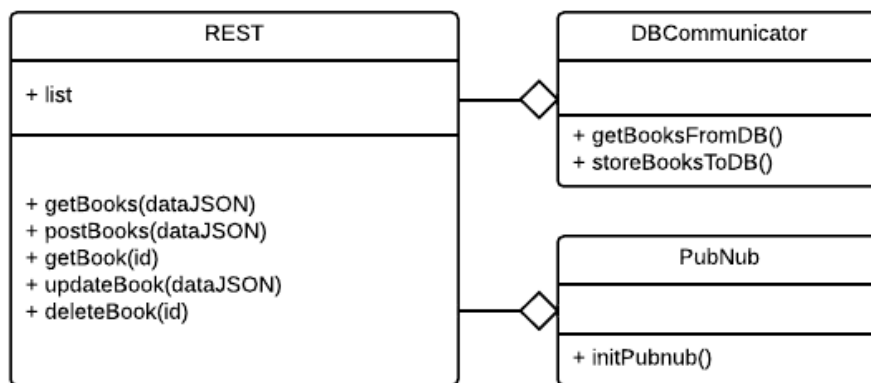 REST
+ list
+ getBooks(dataJSON)
+ postBooks(dataJSON)
+ getBook(id)
+ updateBook(dataJSON)
+ deleteBook(id)
DBCommunicator
+ getBooksFromDB()
+ storeBooksToDB()
PubNub
+ initPubnub()